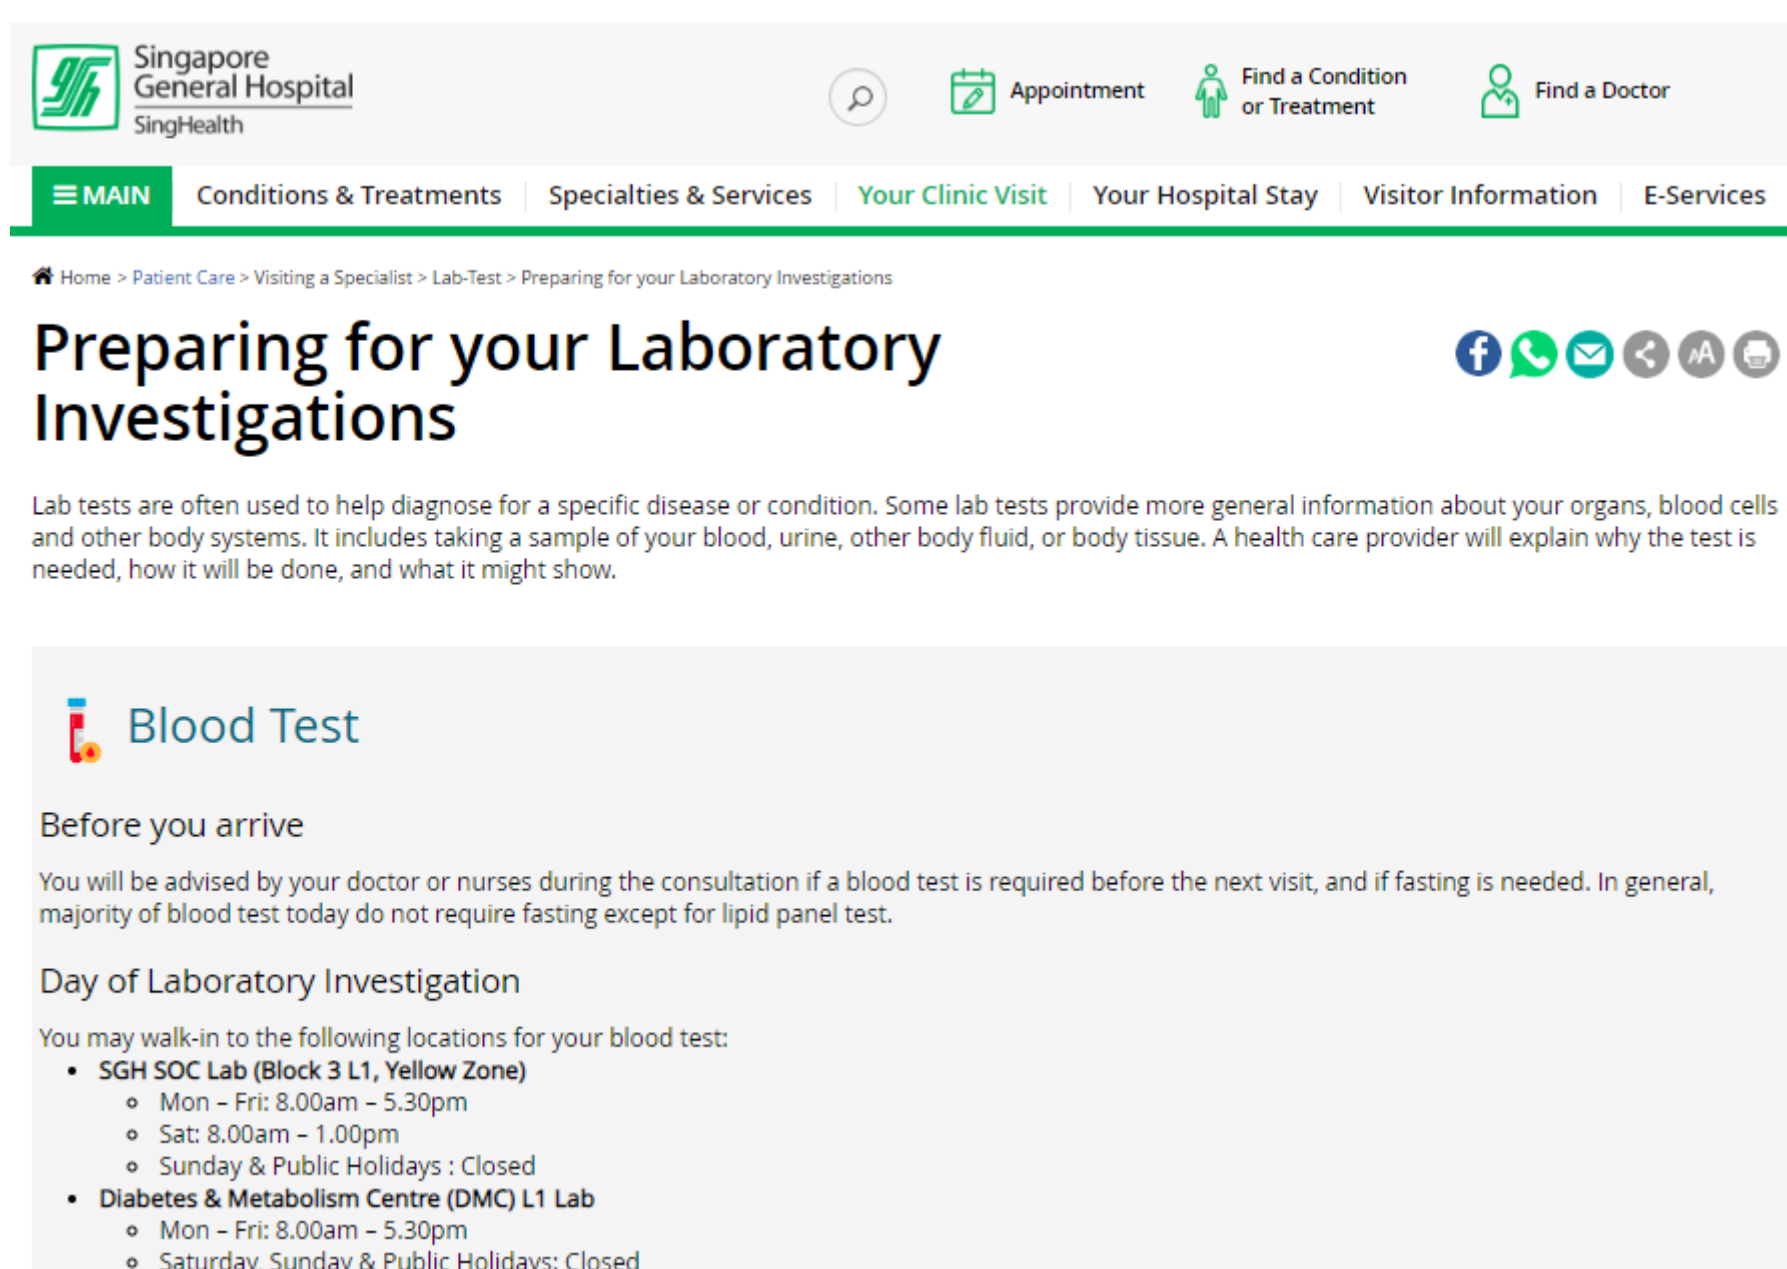 Singapore
General Hospital
SingHealth
Appointment
Find a Condition
or Treatment
Find a Doctor
MAIN
Conditions & Treatments
Specialties & Services
Your Clinic Visit
Your Hospital Stay
Visitor Information
E-Services
Home > Patient Care > Visiting a Specialist > Lab-Test > Preparing for your Laboratory Investigations
Preparing for your Laboratory
Investigations
Lab tests are often used to help diagnose for a specific disease or condition. Some lab tests provide more general information about your organs, blood cells
and other body systems. It includes taking a sample of your blood, urine, other body fluid, or body tissue. A health care provider will explain why the test is
needed, how it will be done, and what it might show.
Blood Test
Before you arrive
You will be advised by your doctor or nurses during the consultation if a blood test is required before the next visit, and if fasting is needed. In general,
majority of blood test today do not require fasting except for lipid panel test.
Day of Laboratory Investigation
You may walk-in to the following locations for your blood test:
• SGH SOC Lab (Block 3 L1, Yellow Zone)
Mon – Fri: 8.00am – 5.30pm
Sat: 8.00am – 1.00pm
Sunday & Public Holidays : Closed
• Diabetes & Metabolism Centre (DMC) L1 Lab
Mon – Fri: 8.00am – 5.30pm
Saturday, Sunday & Public Holidays: Closed